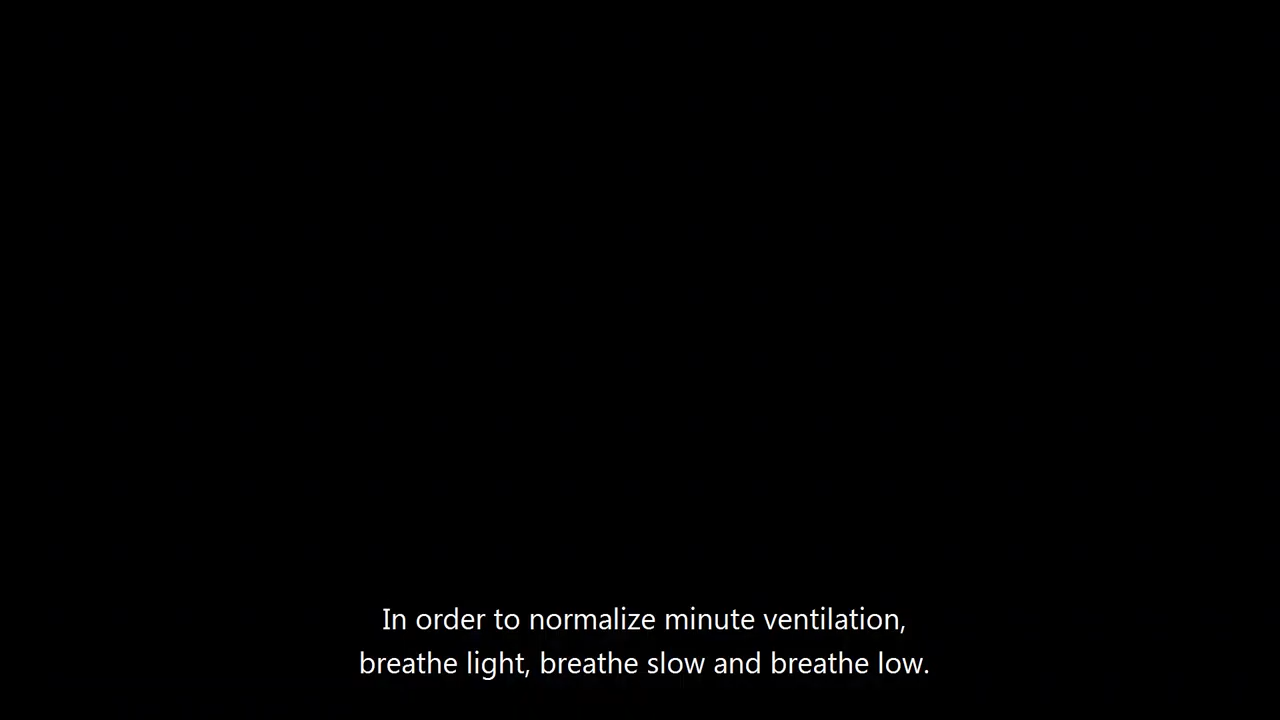 In order to normalize minute ventilation,
breathe light, breathe slow and breathe low.